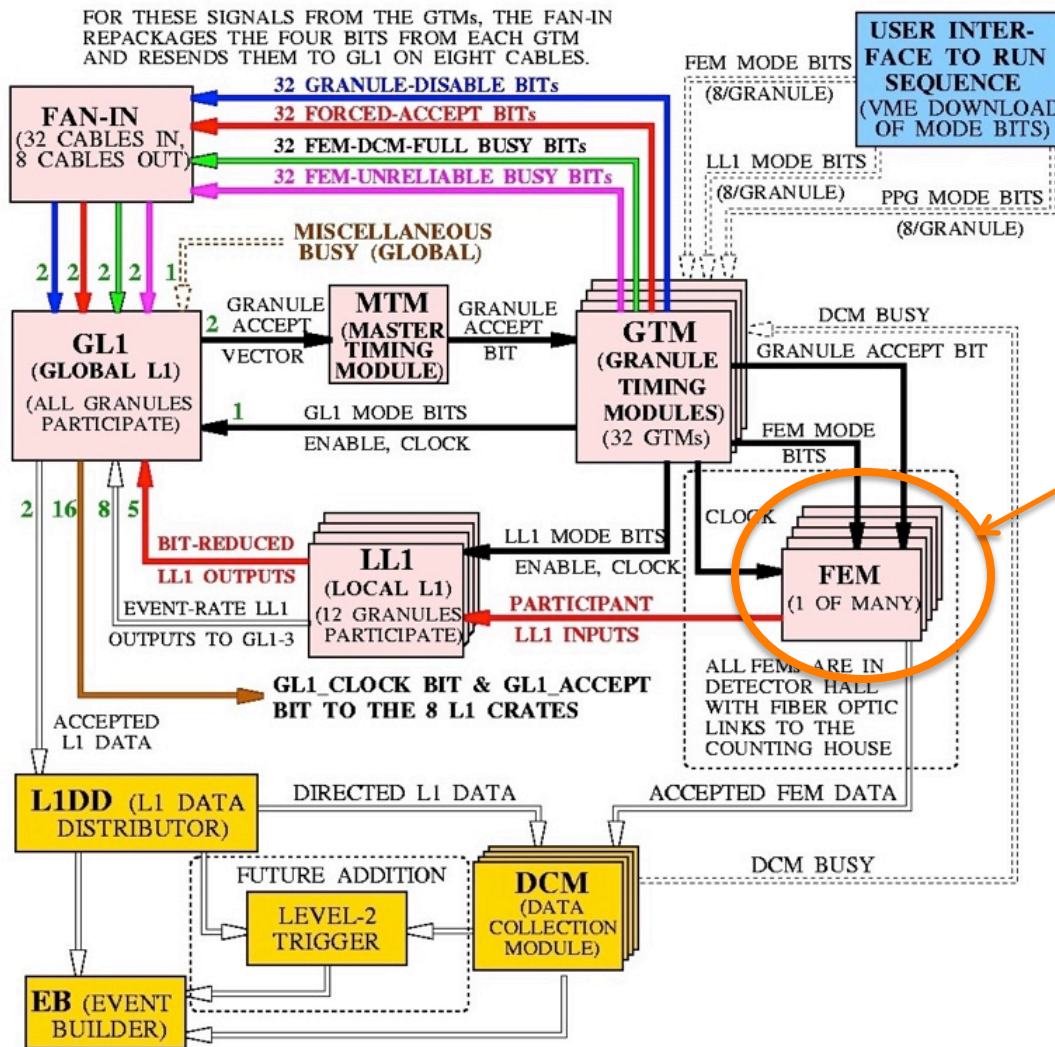 FOR THESE SIGNALS FROM THE GTMs, THE FAN-IN
REPACKAGES THE FOUR BITS FROM EACH GTM
AND RESENDS THEM TO GL1 ON EIGHT CABLES.
USER INTER-
FACE TO RUN
SEQUENCE
(VME DOWNLOAD
OF MODE BITS)
FEM MODE BITS
(8/GRANULE)
LL1 MODE BITS
(8/GRANULE)
PPG MODE BITS
(8/GRANULE)
FAN-IN
(32 CABLES IN,
8 CABLES OUT)
32 GRANULE-DISABLE BITs
32 FORCED-ACCEPT BITs
32 FEM-DCM-FULL BUSY BITs
32 FEM-UNRELIABLE BUSY BITs
2 2 2 2 1
MISCELLANEOUS
BUSY (GLOBAL)
GL1
(GLOBAL L1)
(ALL GRANULES
PARTICIPATE)
2
GRANULE
ACCEPT
VECTOR
MTM
(MASTER
TIMING
MODULE)
GRANULE
ACCEPT
BIT
GTM
(GRANULE
TIMING
MODULES)
(32 GTMs)
DCM BUSY
GRANULE ACCEPT BIT
FEM MODE
BITS
1
GL1 MODE BITS
ENABLE, CLOCK
2 16 8 5
BIT-REDUCED
LL1 OUTPUTS
EVENT-RATE LL1
OUTPUTS TO GL1-3
LL1
(LOCAL L1)
(12 GRANULES
PARTICIPATE)
LL1 MODE BITS
ENABLE, CLOCK
PARTICIPANT
LL1 INPUTS
CLOCK
FEM
(1 OF MANY)
ALL FEMs ARE IN
DETECTOR HALL
WITH FIBER OPTIC
LINKS TO THE
COUNTING HOUSE
GL1_CLOCK BIT & GL1_ACCEPT
BIT TO THE 8 L1 CRATES
ACCEPTED
L1 DATA
L1DD (L1 DATA
DISTRIBUTOR)
DIRECTED L1 DATA
ACCEPTED FEM DATA
FUTURE ADDITION
LEVEL-2
TRIGGER
DCM
(DATA
COLLECTION
MODULE)
DCM BUSY
EB (EVENT
BUILDER)